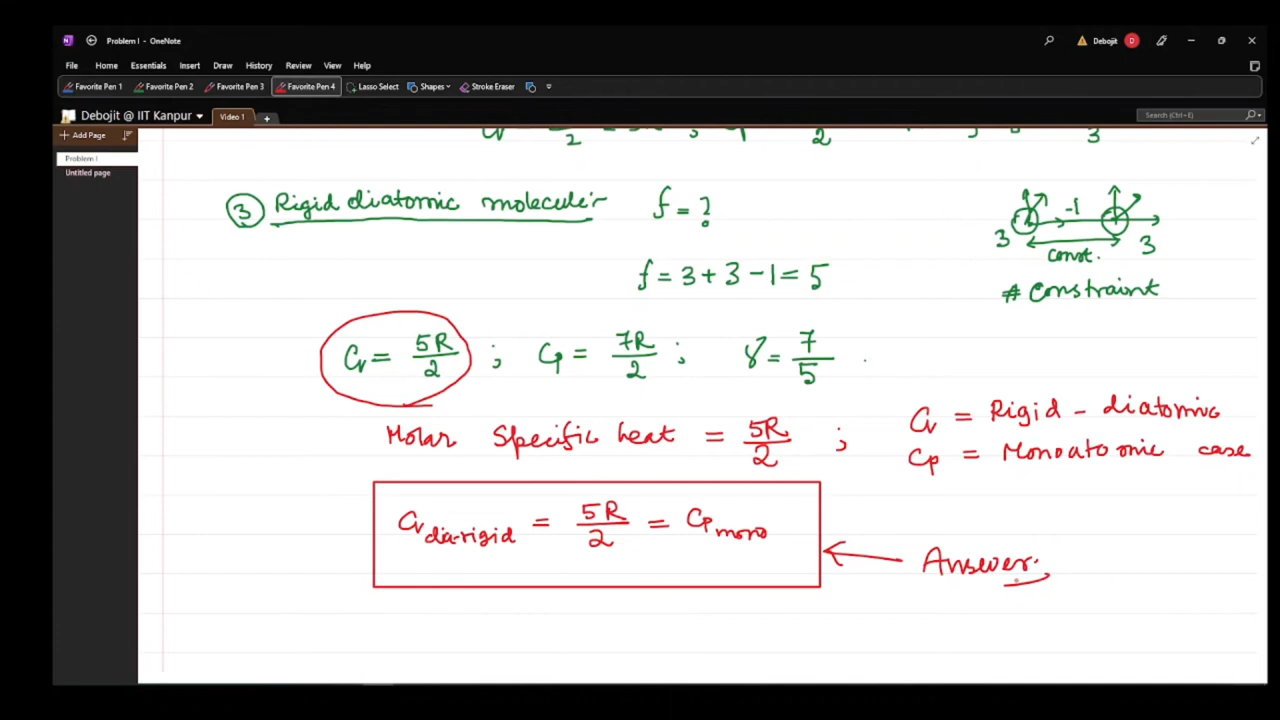 Problem I - OneNote
Debojit D
File Home Essentials Insert Draw History Review View Help
Favorite Pen 1 Favorite Pen 2 Favorite Pen 3 Favorite Pen 4 Lasso Select Shapes Stroke Eraser
Debojit @ IIT Kanpur Video 1 + Search (Ctrl+E)
+ Add Page
Problem I
Untitled page
③ Rigid diatomic molecule:- f = ?
3 -1 3
const.
# Constraint
f = 3 + 3 - 1 = 5
Cv = 5R/2 ; Cp = 7R/2 ; γ = 7/5 .
Molar Specific heat = 5R/2 ; Cv = Rigid - diatomic
Cp = Monoatomic case
Cv dia-rigid = 5R/2 = Cp mono
Answer.